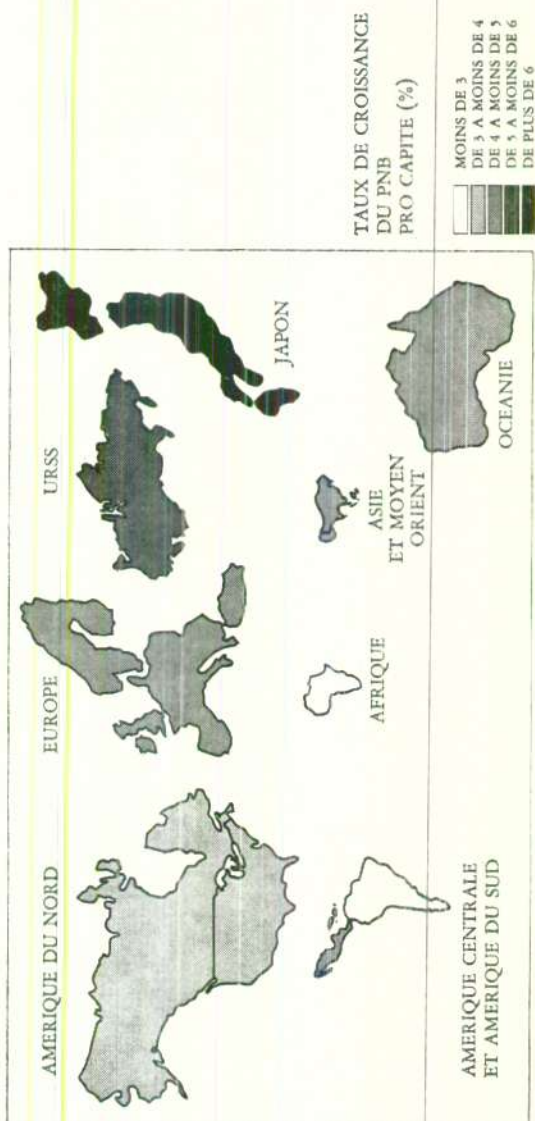 AMERIQUE DU NORD
EUROPE
URSS
JAPON
AMERIQUE CENTRALE
ET AMERIQUE DU SUD
AFRIQUE
ASIE
ET MOYEN
ORIENT
OCEANIE
TAUX DE CROISSANCE
DU PNB
PRO CAPITE (%)
MOINS DE 3
DE 3 A MOINS DE 4
DE 4 A MOINS DE 5
DE 5 A MOINS DE 6
DE PLUS DE 6